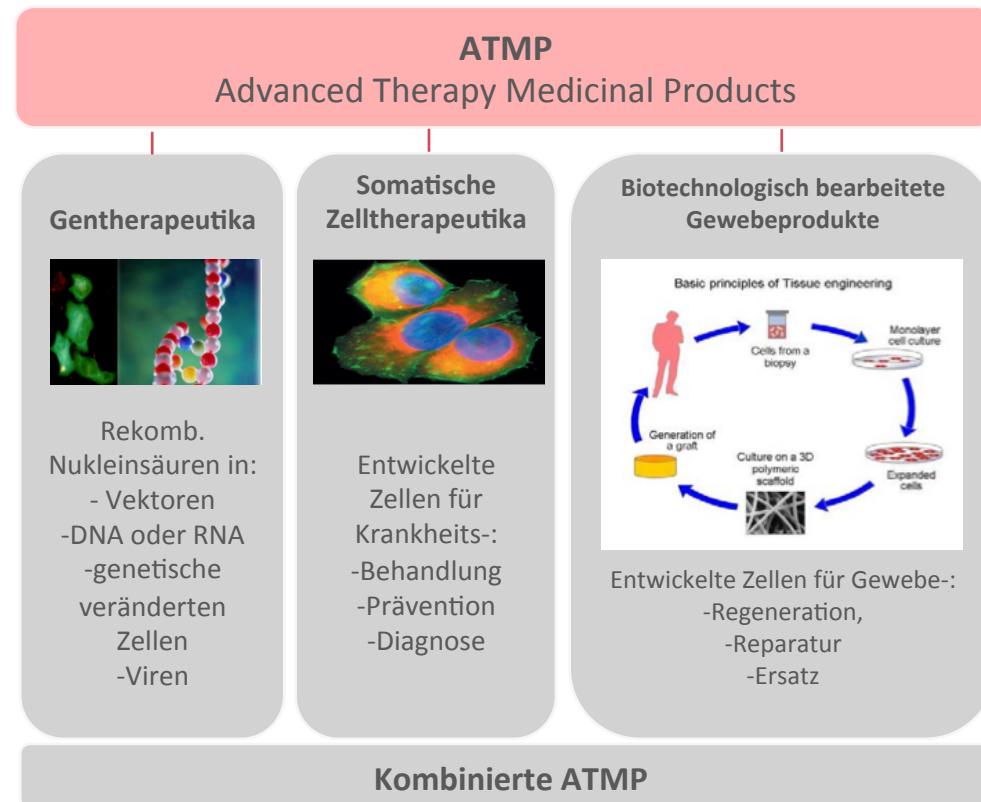 ATMP
Advanced Therapy Medicinal Products
Gentherapeutika
Rekomb.
Nukleinsäuren in:
- Vektoren
-DNA oder RNA
-genetische
veränderten
Zellen
-Viren
Somatische
Zelltherapeutika
Entwickelte
Zellen für
Krankheits-:
-Behandlung
-Prävention
-Diagnose
Biotechnologisch bearbeitete
Gewebeprodukte
Basic principles of Tissue engineering
Cells from a
biopsy
Monolayer
cell culture
Expanded
cells
Culture on a 3D
polymeric
scaffold
Generation of
a graft
Entwickelte Zellen für Gewebe-:
-Regeneration,
-Reparatur
-Ersatz
Kombinierte ATMP